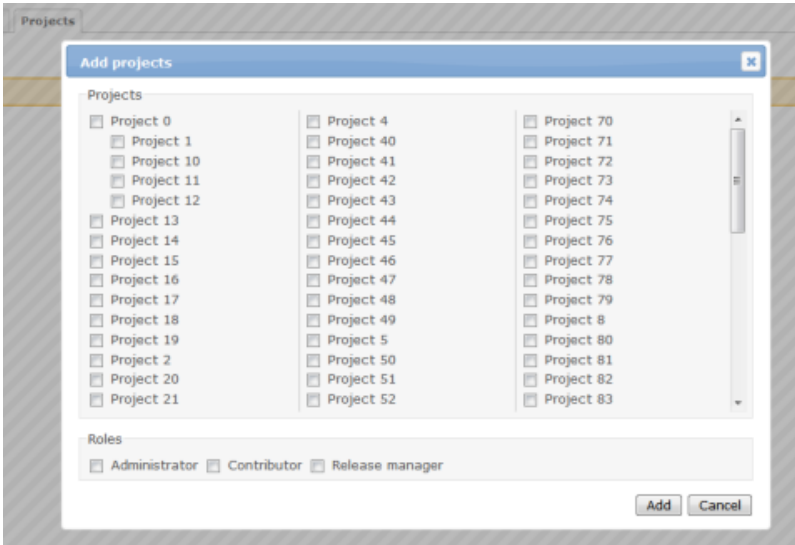 Projects
Add projects
Projects
Project 0
Project 1
Project 10
Project 11
Project 12
Project 13
Project 14
Project 15
Project 16
Project 17
Project 18
Project 19
Project 2
Project 20
Project 21
Project 4
Project 40
Project 41
Project 42
Project 43
Project 44
Project 45
Project 46
Project 47
Project 48
Project 49
Project 5
Project 50
Project 51
Project 52
Project 70
Project 71
Project 72
Project 73
Project 74
Project 75
Project 76
Project 77
Project 78
Project 79
Project 8
Project 80
Project 81
Project 82
Project 83
Roles
Administrator Contributor Release manager
Add Cancel